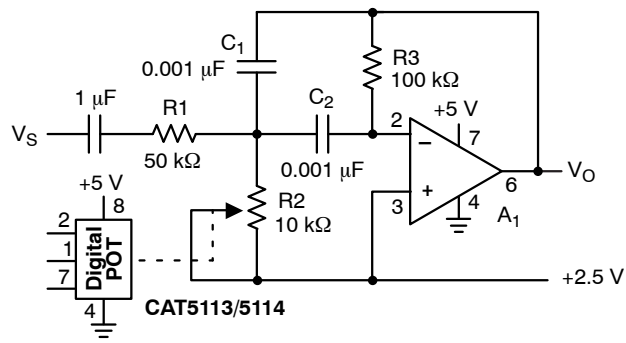 C1
0.001 μF
R3
100 kΩ
1 μF
R1
C2
+5 V
VS
50 kΩ
0.001 μF
2
7
–
6
VO
+
3
4
A1
+5 V
8
R2
10 kΩ
2
1
7
Digital
POT
4
CAT5113/5114
+2.5 V